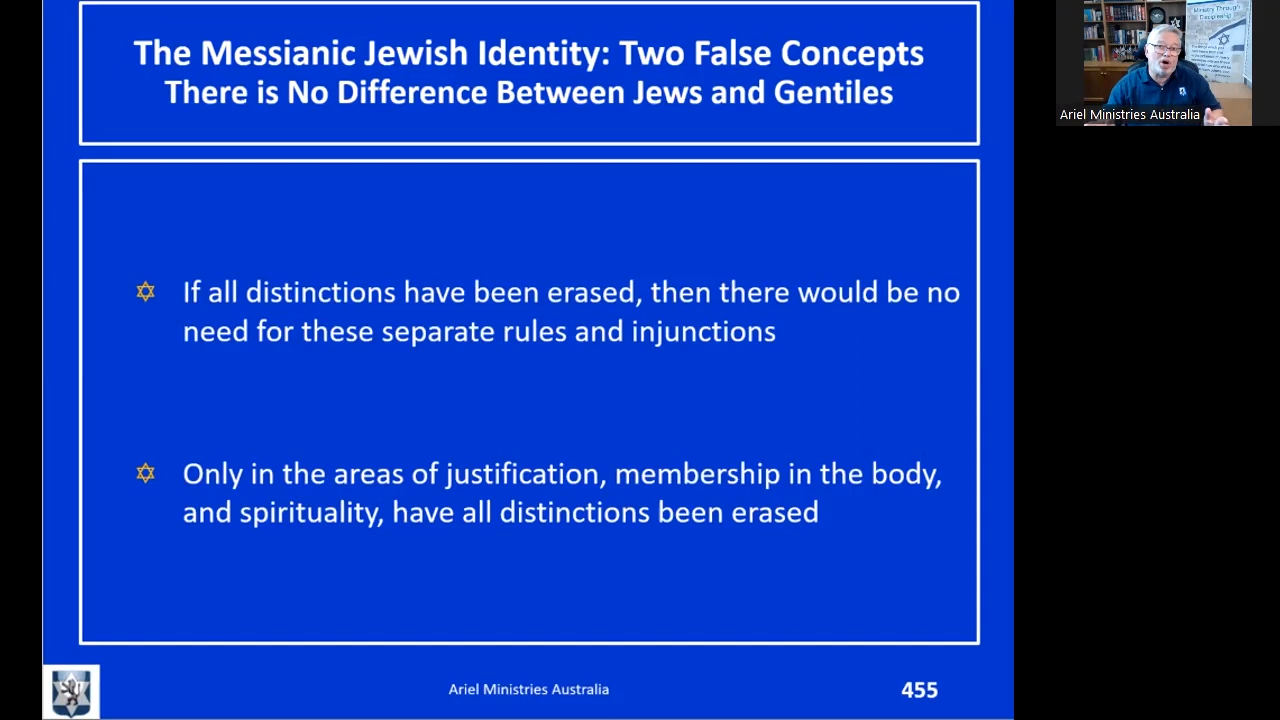 The Messianic Jewish Identity: Two False Concepts
There is No Difference Between Jews and Gentiles
If all distinctions have been erased, then there would be no
need for these separate rules and injunctions
Only in the areas of justification, membership in the body,
and spirituality, have all distinctions been erased
Ariel Ministries Australia
455
Ministry Through
Discipleship
Ariel Ministries Australia